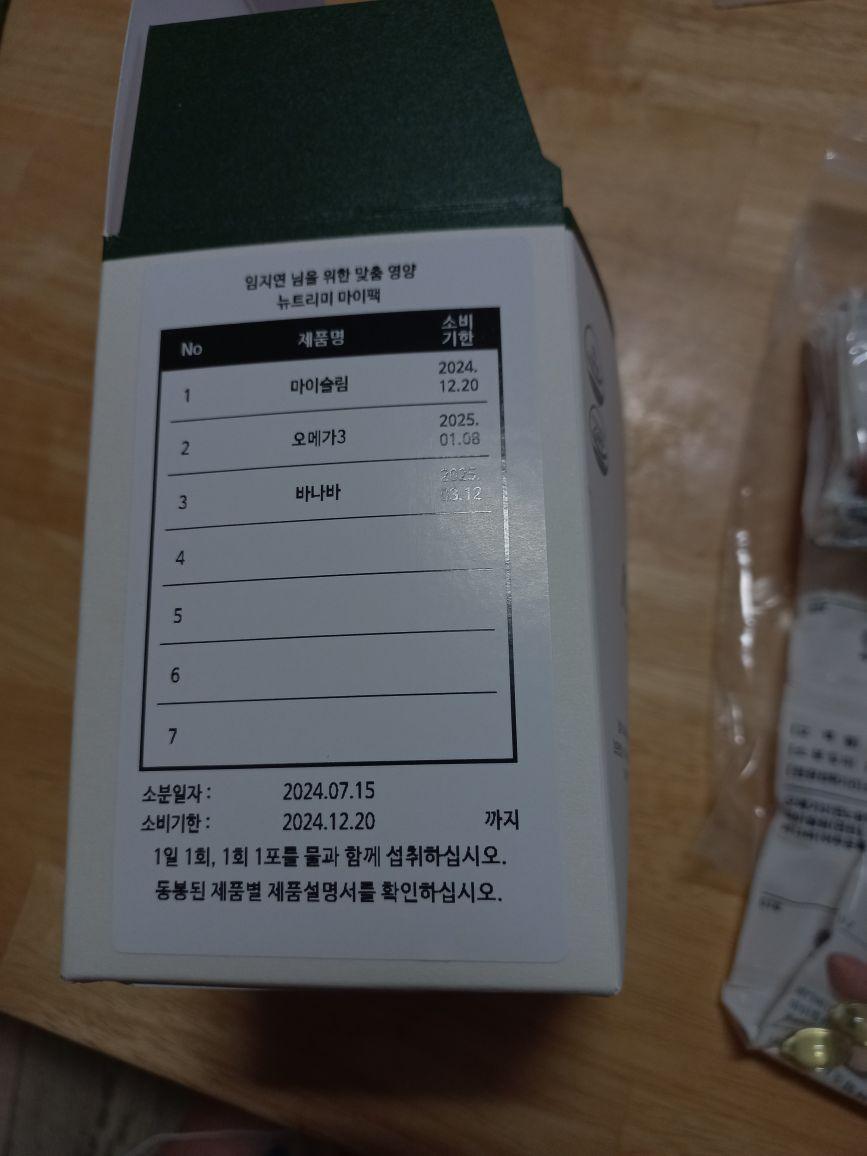 임지연 님을 위한 맞춤 영양
뉴트리미 마이팩
No 제품명 소비기한
1 마이슬림 2024.12.20
2 오메가3 2025.01.08
3 바나바 2025.03.12
4
5
6
7
소분일자 : 2024.07.15
소비기한 : 2024.12.20 까지
1일 1회, 1회 1포를 물과 함께 섭취하십시오.
동봉된 제품별 제품설명서를 확인하십시오.